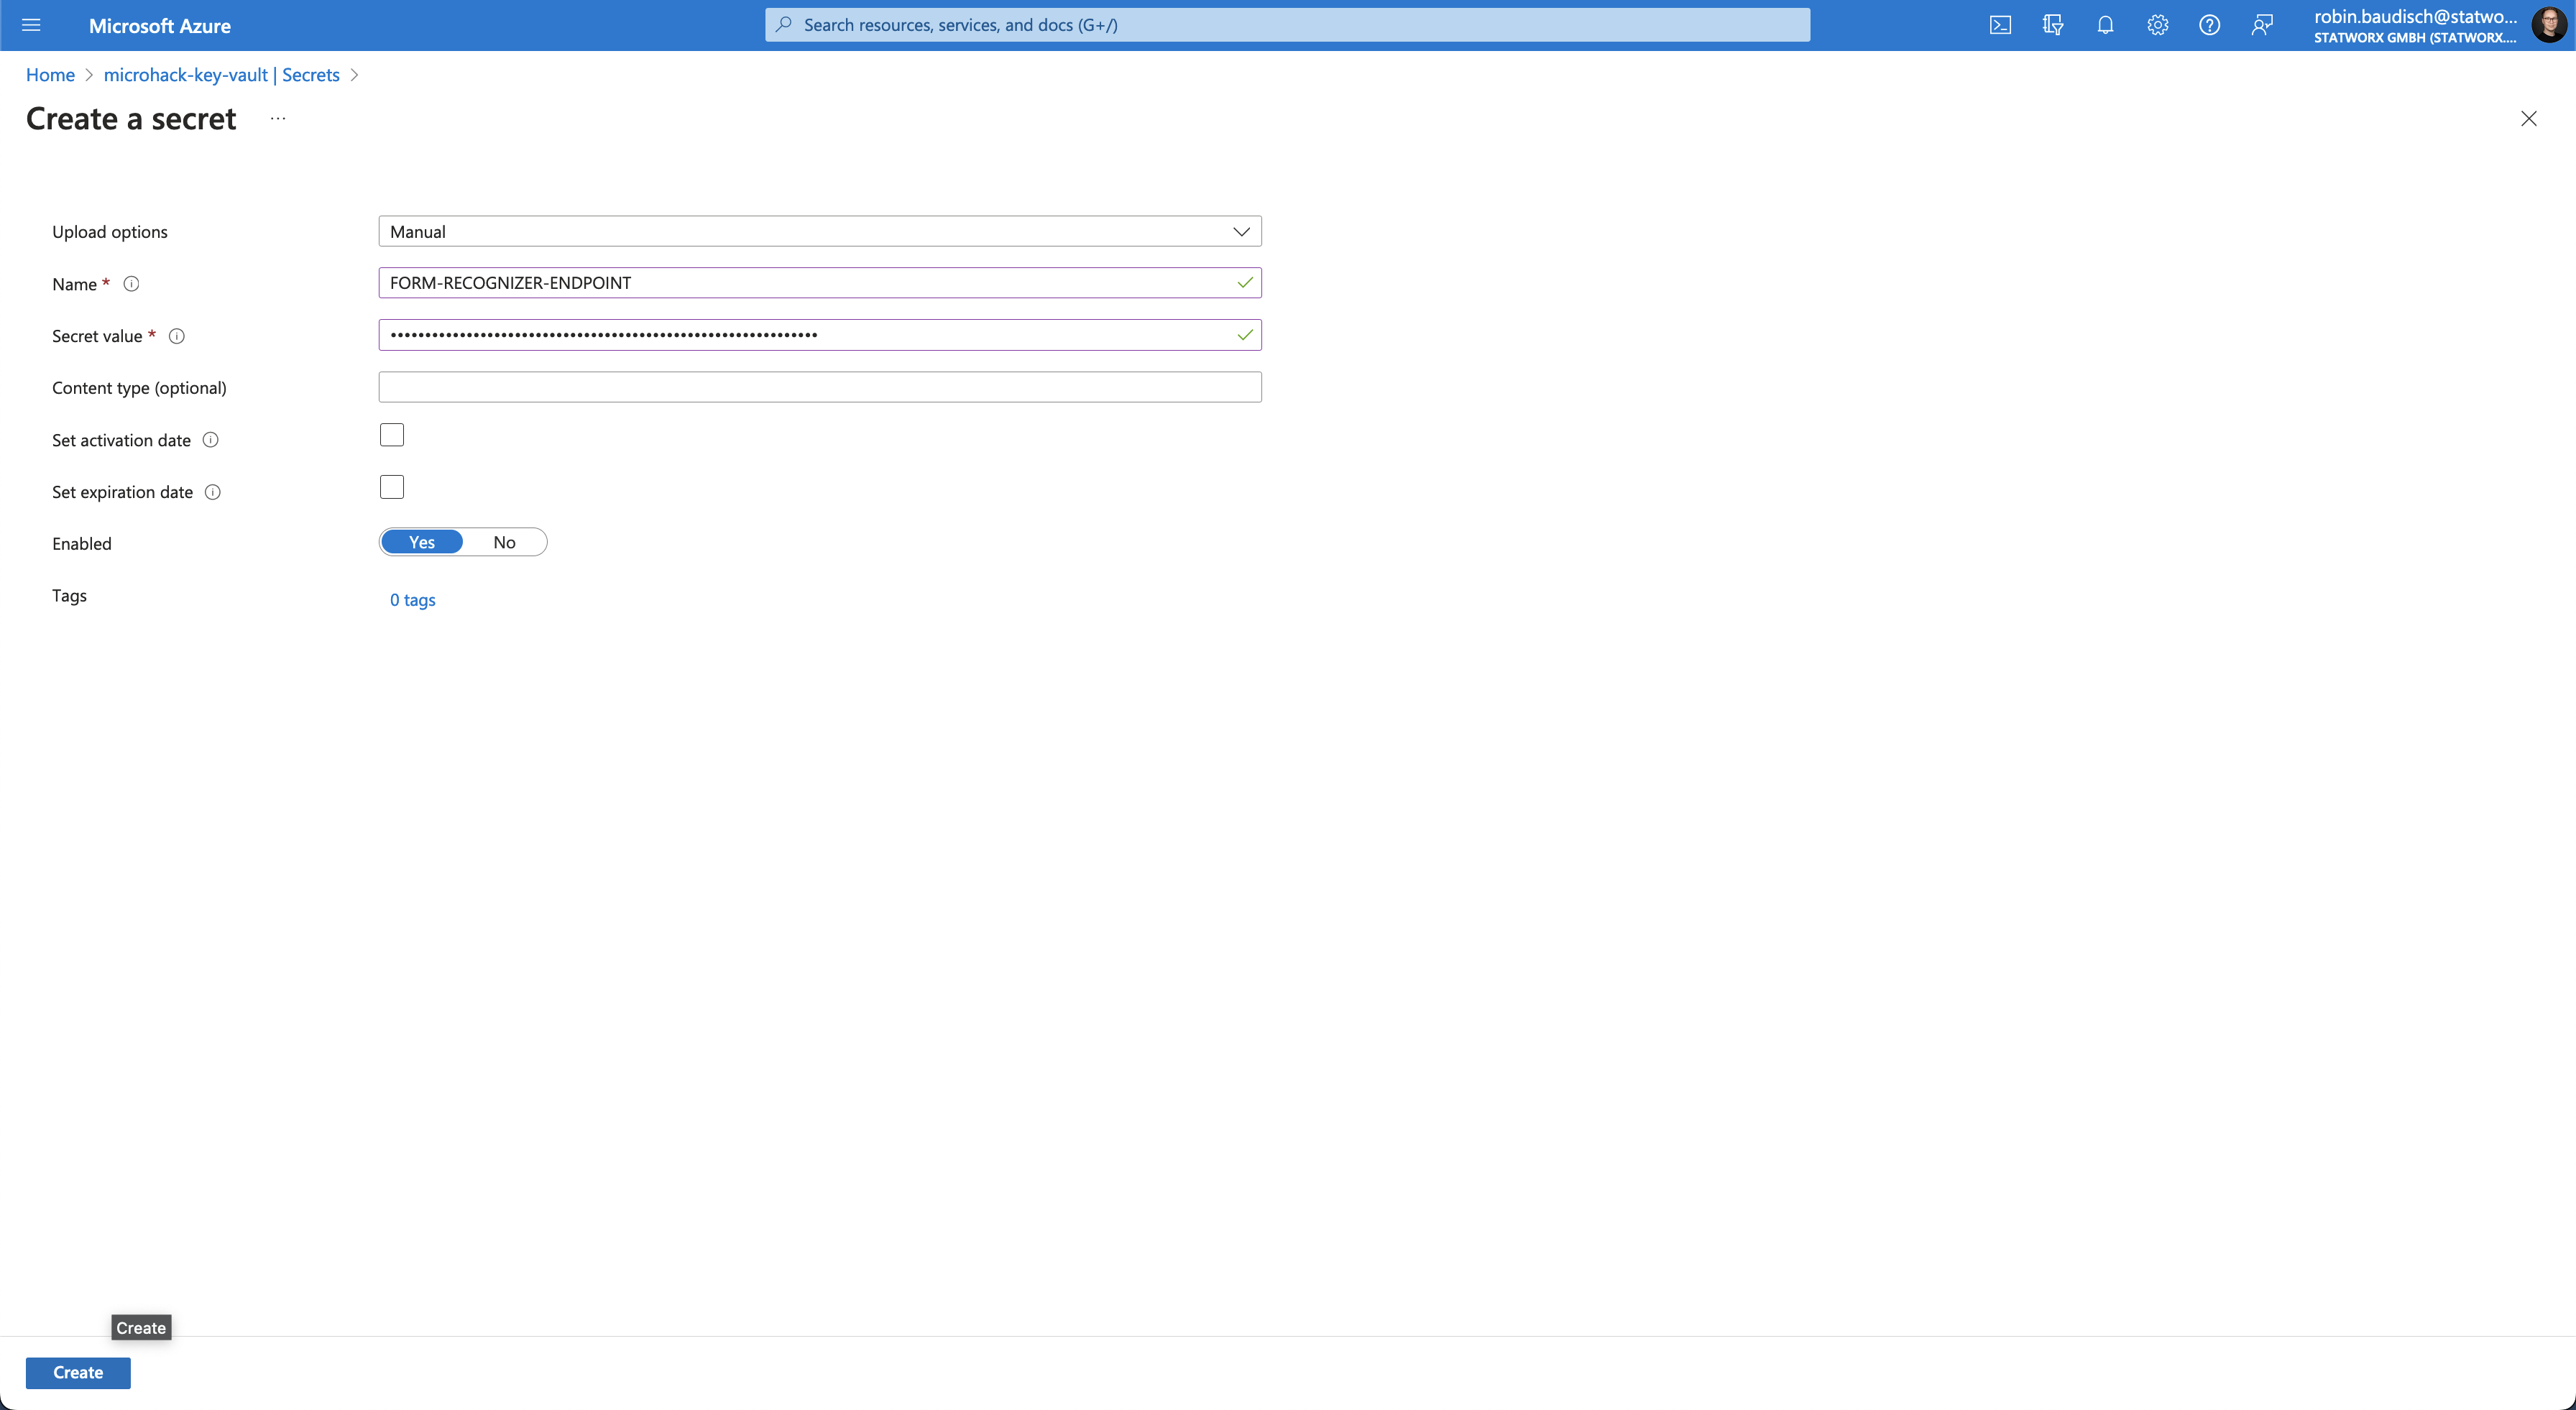 Microsoft Azure
Search resources, services, and docs (G+/)
robin.baudisch@statwo...
STATWORX GMBH (STATWORX....
Home > microhack-key-vault | Secrets >
Create a secret ...
Upload options Manual
Name * FORM-RECOGNIZER-ENDPOINT
Secret value * ••••••••••••••••••••••••••••••••••••••••••••••••••••••••••••••
Content type (optional)
Set activation date
Set expiration date
Enabled Yes No
Tags 0 tags
Create
Create